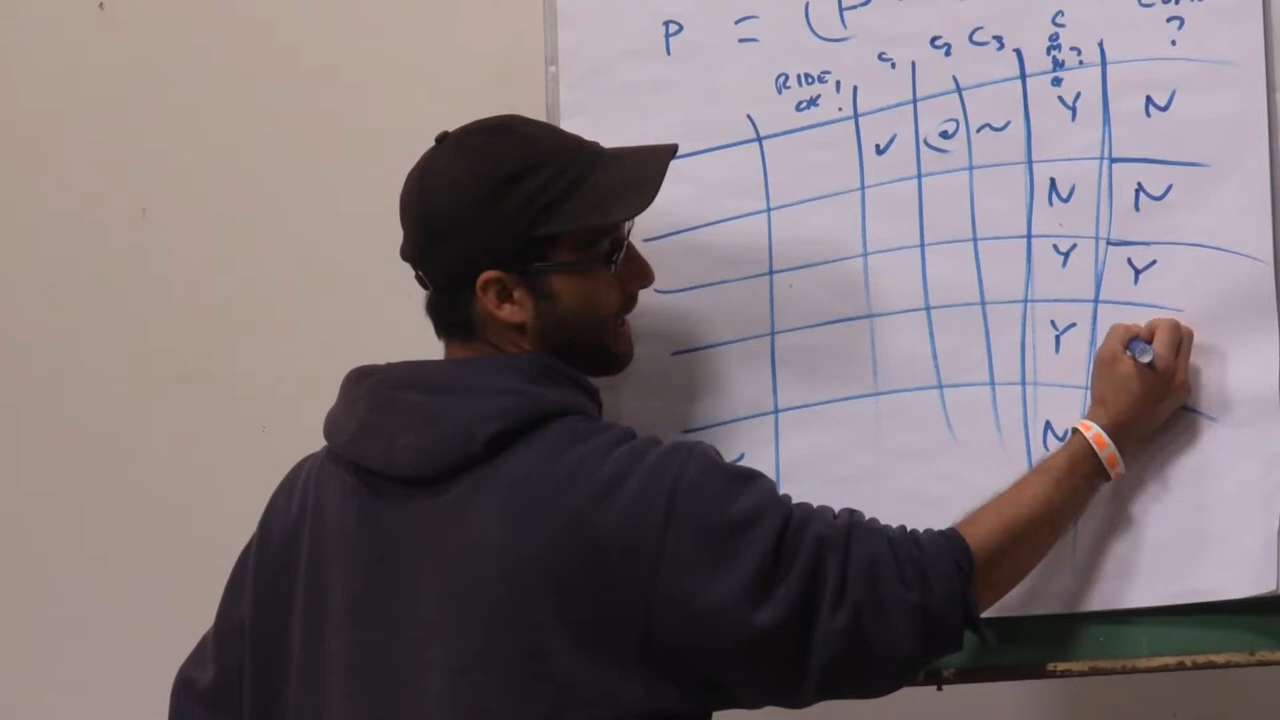 P = (P
RIDE OK! C1 C2 C3
?
✓ @ ~ Y N
N N
Y Y
Y
✓ N